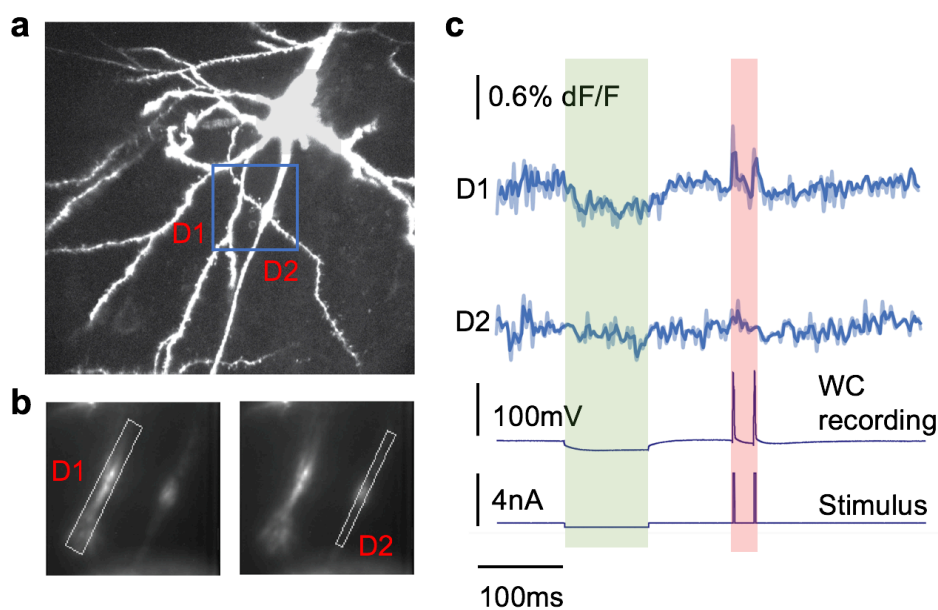 a
D1
D2
b
D1
D2
c
0.6% dF/F
D1
D2
100mV
WC
recording
4nA
Stimulus
100ms